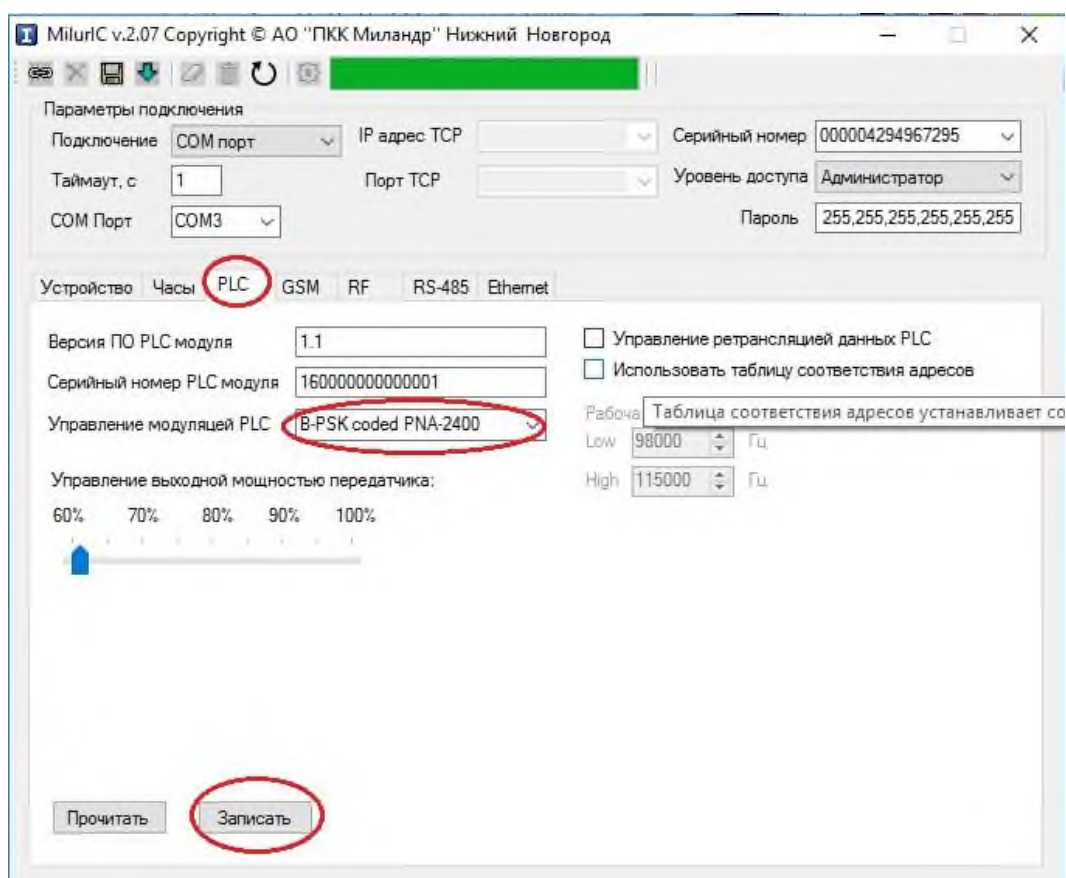 MilurIC v.2.07 Copyright © АО "ПКК Миландр" Нижний Новгород
Параметры подключения
Подключение COM порт IP адрес TCP Серийный номер 000004294967295
Таймаут, с 1 Порт TCP Уровень доступа Администратор
COM Порт COM3 Пароль 255,255,255,255,255,255
Устройство Часы PLC GSM RF RS-485 Ethernet
Версия ПО PLC модуля 1.1 Управление ретрансляцией данных PLC
Серийный номер PLC модуля 160000000000001 Использовать таблицу соответствия адресов
Управление модуляцей PLC B-PSK coded PNA-2400 Рабоча Таблица соответствия адресов устанавливает со
Low 98000 Гц
Управление выходной мощностью передатчика: High 115000 Гц
60% 70% 80% 90% 100%
Прочитать Записать